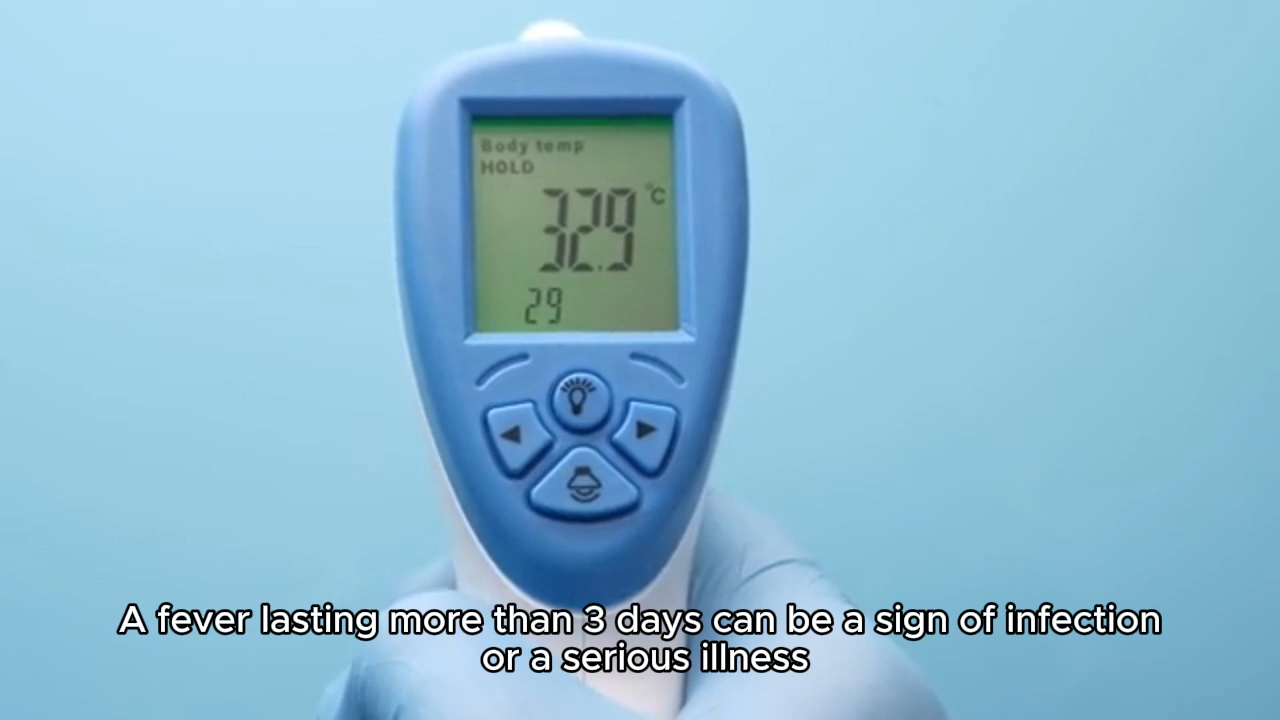 Body temp
HOLD
32.9 °C
29
A fever lasting more than 3 days can be a sign of infection
or a serious illness